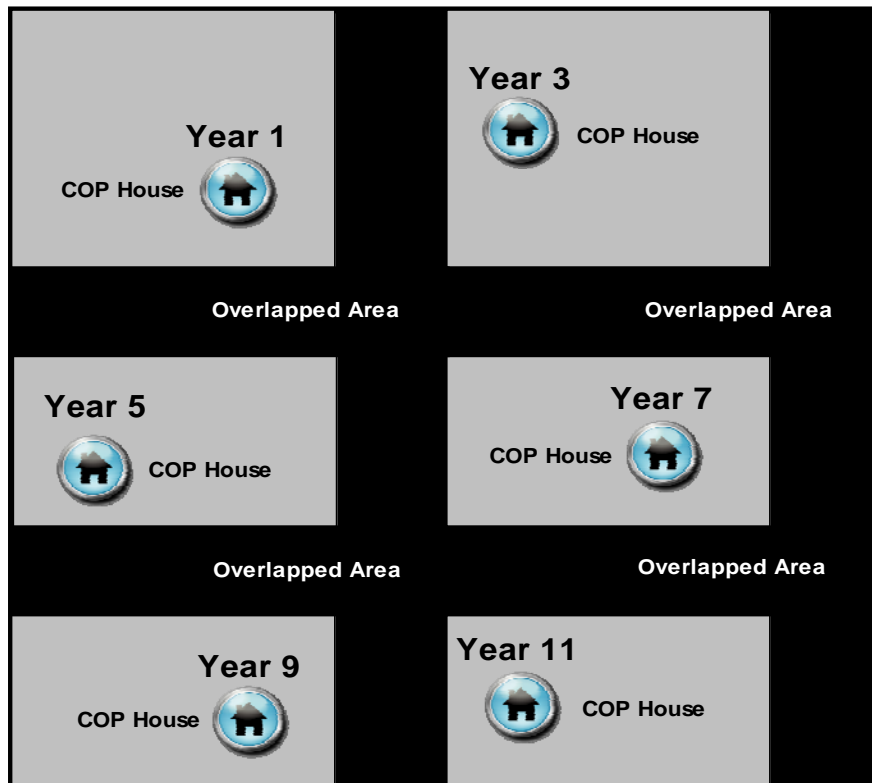 Year 1
COP House
Year 3
COP House
Overlapped Area
Overlapped Area
Year 5
COP House
Year 7
COP House
Overlapped Area
Overlapped Area
Year 9
COP House
Year 11
COP House